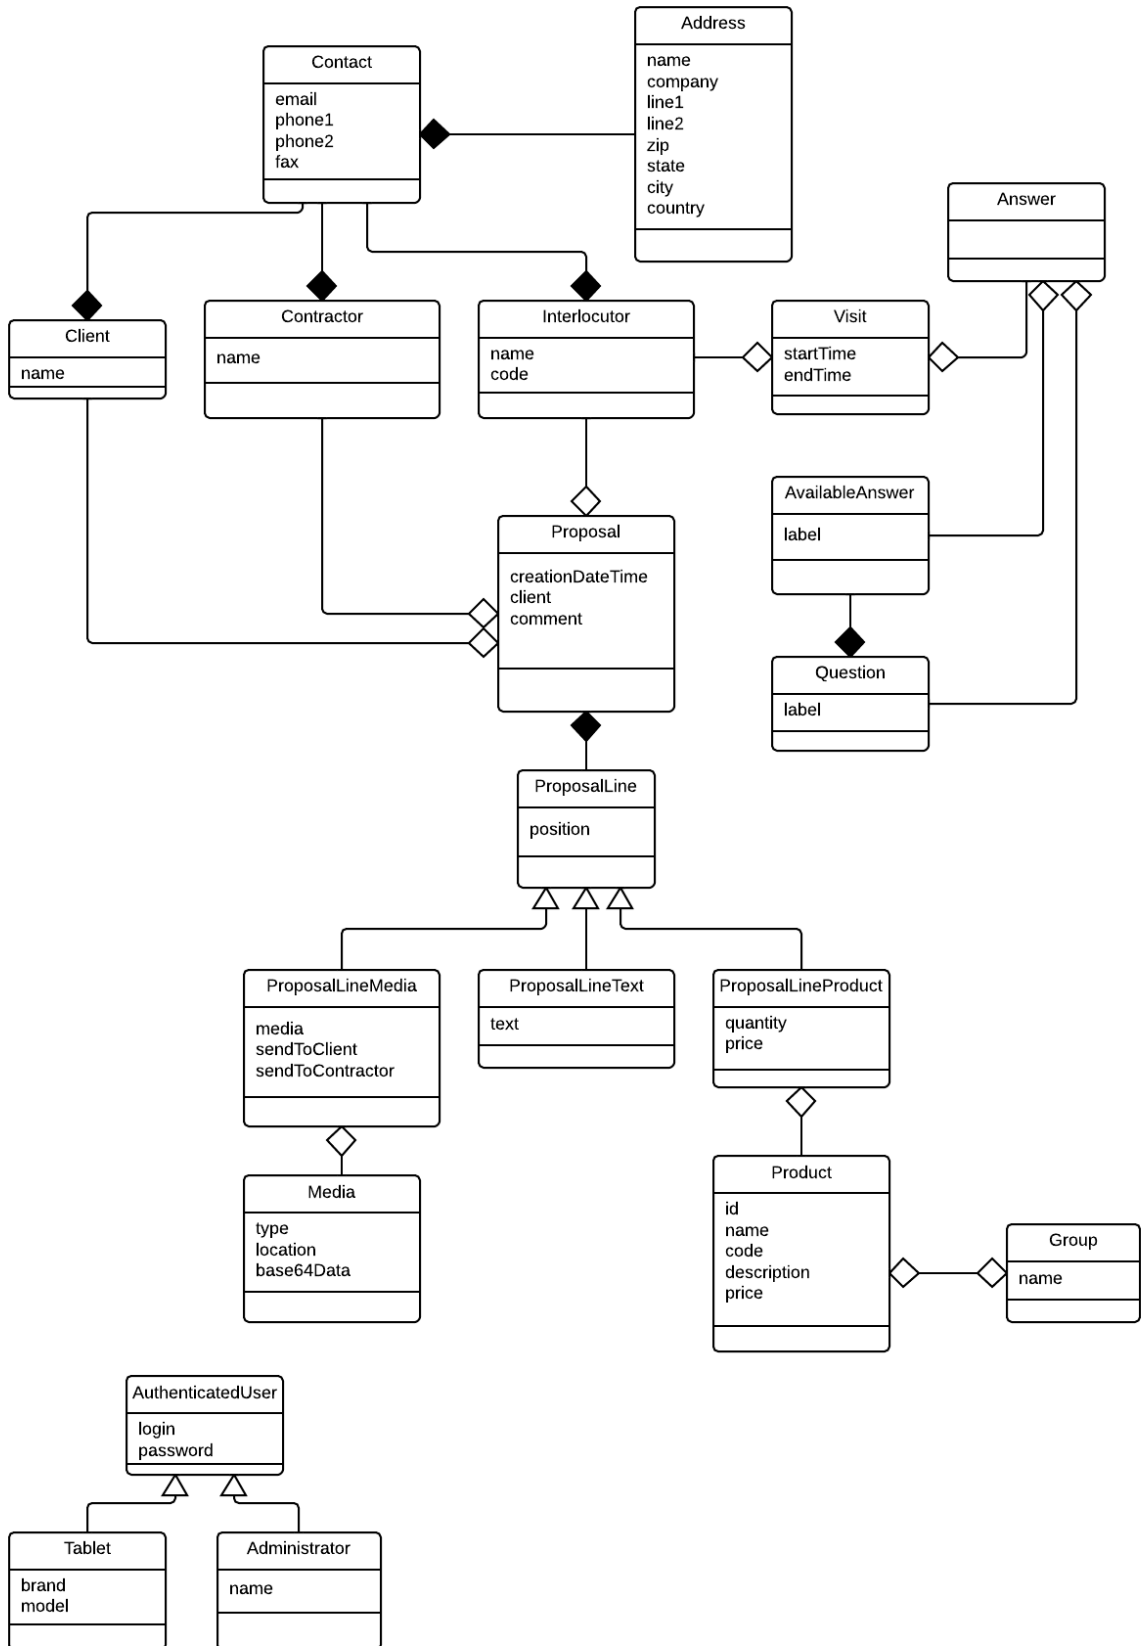 Address
name
company
line1
line2
zip
state
city
country
Contact
email
phone1
phone2
fax
Answer
Client
name
Contractor
name
Interlocutor
name
code
Visit
startTime
endTime
AvailableAnswer
label
Proposal
creationDateTime
client
comment
Question
label
ProposalLine
position
ProposalLineMedia
media
sendToClient
sendToContractor
ProposalLineText
text
ProposalLineProduct
quantity
price
Media
type
location
base64Data
Product
id
name
code
description
price
Group
name
AuthenticatedUser
login
password
Tablet
brand
model
Administrator
name